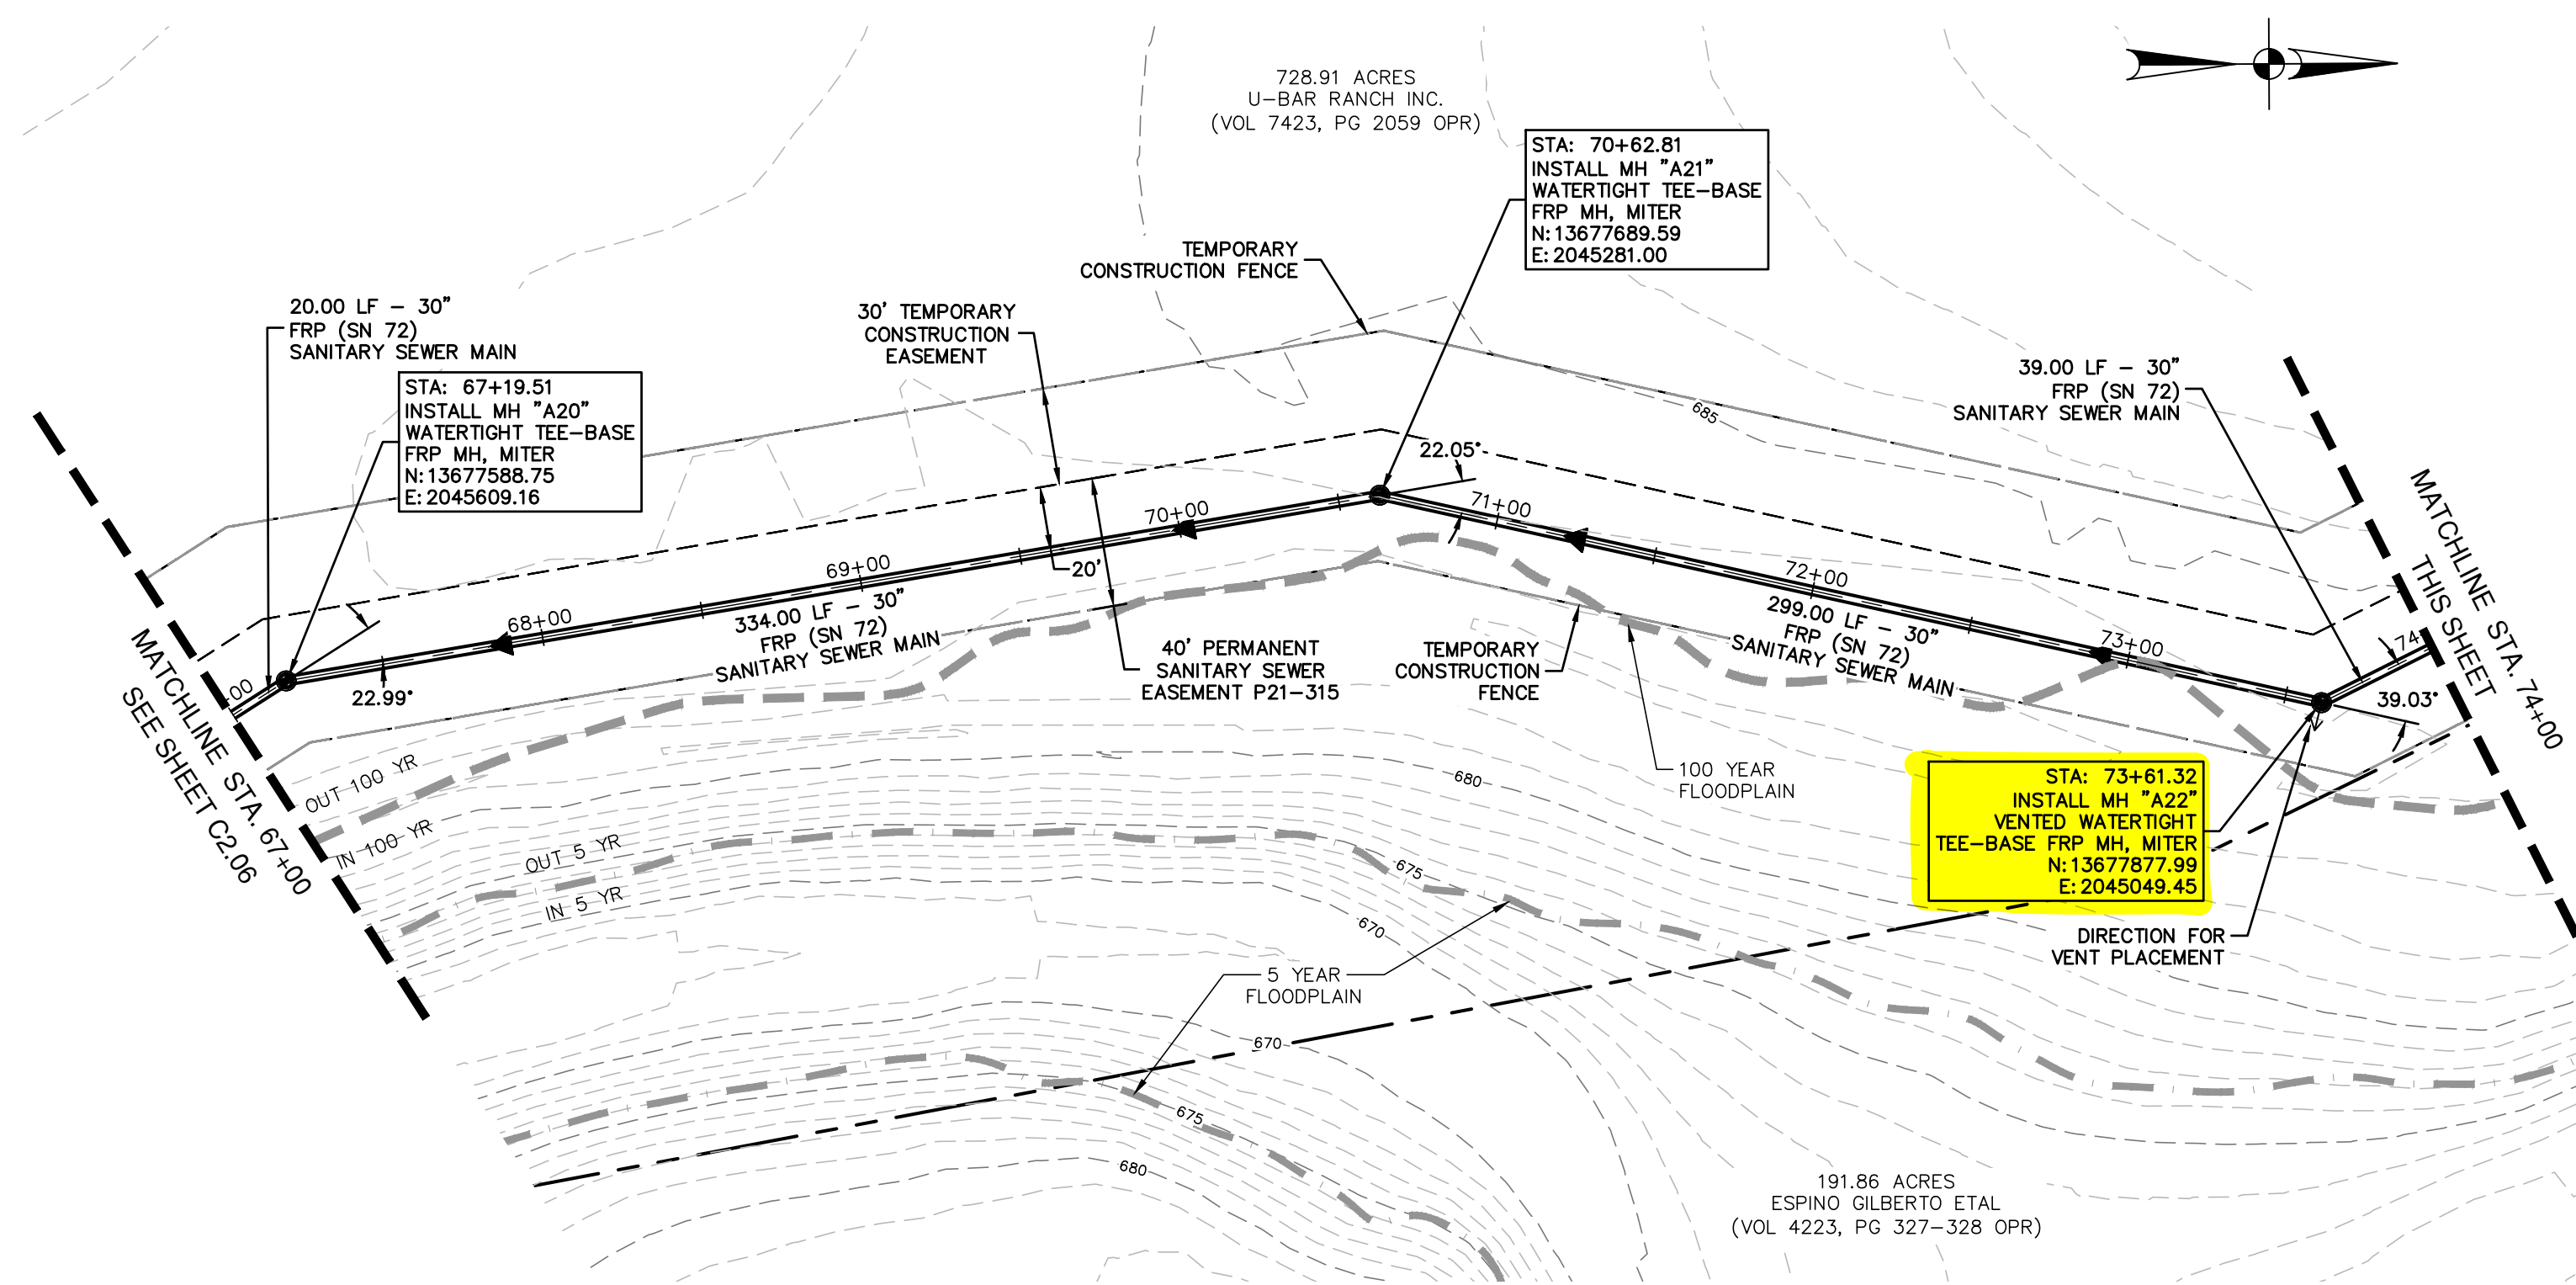 728.91 ACRES
U-BAR RANCH INC.
(VOL 7423, PG 2059 OPR)
STA: 70+62.81
INSTALL MH "A21"
WATERTIGHT TEE-BASE
FRP MH, MITER
N:13677689.59
E:2045281.00
TEMPORARY
CONSTRUCTION FENCE
20.00 LF - 30"
FRP (SN 72)
SANITARY SEWER MAIN
30' TEMPORARY
CONSTRUCTION
EASEMENT
STA: 67+19.51
INSTALL MH "A20"
WATERTIGHT TEE-BASE
FRP MH, MITER
N:13677588.75
E:2045609.16
39.00 LF - 30"
FRP (SN 72)
SANITARY SEWER MAIN
685
22.05°
71+00
70+00
69+00
68+00
72+00
73+00
74
20'
334.00 LF - 30"
FRP (SN 72)
SANITARY SEWER MAIN
299.00 LF - 30"
FRP (SN 72)
SANITARY SEWER MAIN
22.99°
39.03°
+00
MATCHLINE STA. 67+00
SEE SHEET C2.06
MATCHLINE STA. 74+00
THIS SHEET
40' PERMANENT
SANITARY SEWER
EASEMENT P21-315
TEMPORARY
CONSTRUCTION
FENCE
100 YEAR
FLOODPLAIN
OUT 100 YR
IN 100 YR
OUT 5 YR
IN 5 YR
680
675
670
STA: 73+61.32
INSTALL MH "A22"
VENTED WATERTIGHT
TEE-BASE FRP MH, MITER
N:13677877.99
E:2045049.45
DIRECTION FOR
VENT PLACEMENT
5 YEAR
FLOODPLAIN
670
675
680
191.86 ACRES
ESPINO GILBERTO ETAL
(VOL 4223, PG 327-328 OPR)